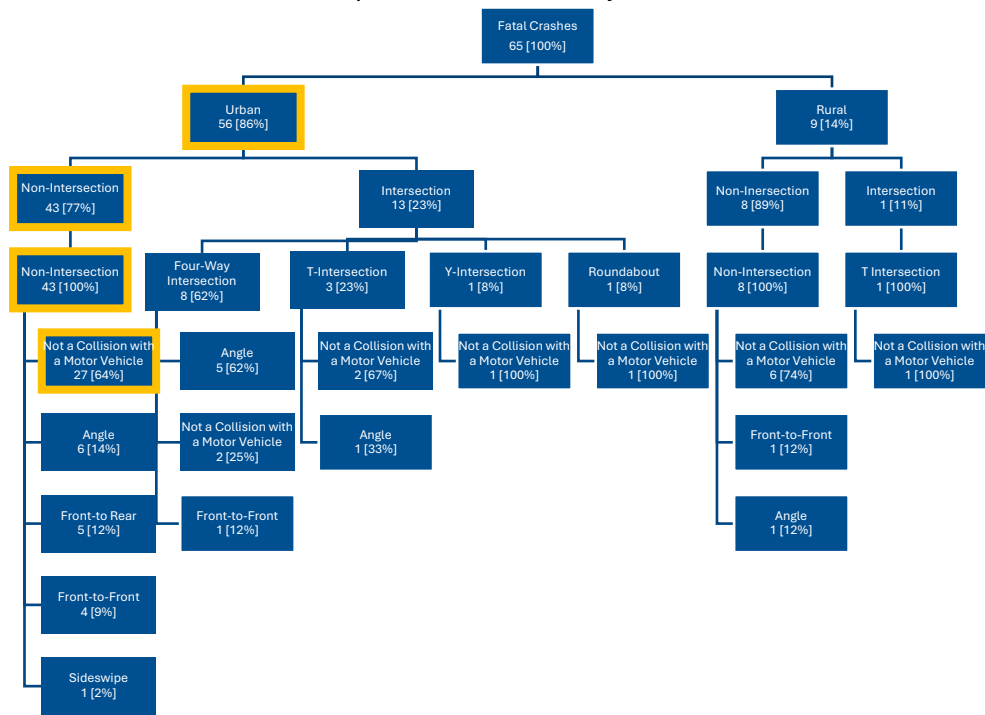 Fatal Crashes
65 [100%]
Urban
56 [86%]
Rural
9 [14%]
Non-Intersection
43 [77%]
Intersection
13 [23%]
Non-Inersection
8 [89%]
Intersection
1 [11%]
Non-Intersection
43 [100%]
Four-Way
Intersection
8 [62%]
T-Intersection
3 [23%]
Y-Intersection
1 [8%]
Roundabout
1 [8%]
Non-Intersection
8 [100%]
T Intersection
1 [100%]
Not a Collision with
a Motor Vehicle
27 [64%]
Angle
5 [62%]
Not a Collision with
a Motor Vehicle
2 [67%]
Not a Collision with
a Motor Vehicle
1 [100%]
Not a Collision with
a Motor Vehicle
1 [100%]
Not a Collision with
a Motor Vehicle
6 [74%]
Not a Collision with
a Motor Vehicle
1 [100%]
Angle
6 [14%]
Not a Collision with
a Motor Vehicle
2 [25%]
Angle
1 [33%]
Front-to-Front
1 [12%]
Front-to Rear
5 [12%]
Front-to-Front
1 [12%]
Angle
1 [12%]
Front-to-Front
4 [9%]
Sideswipe
1 [2%]